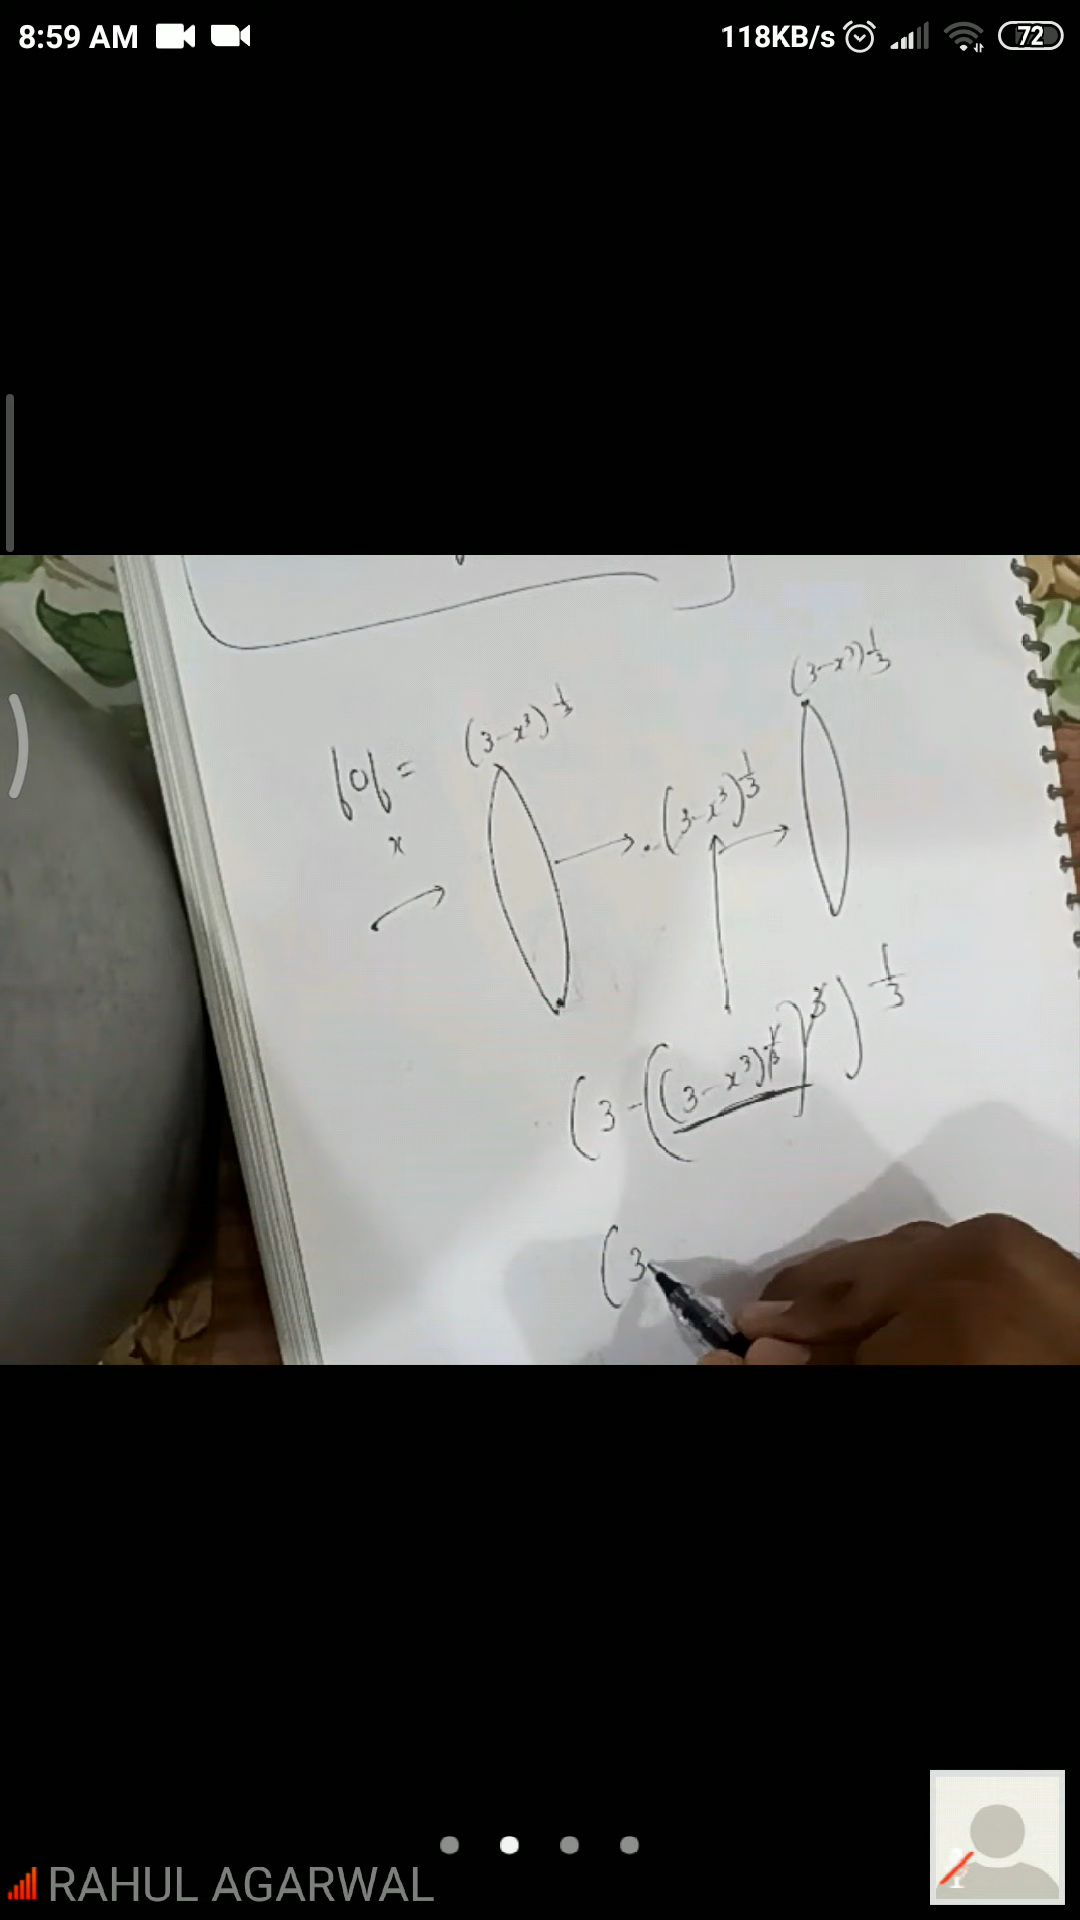 8:59 AM 118KB/s 72
fof = (3-x³)^1/3 (3-x³)^1/3
x
.(3-x³)^1/3
(3-((3-x³)^1/3)^3)^1/3
(3
RAHUL AGARWAL